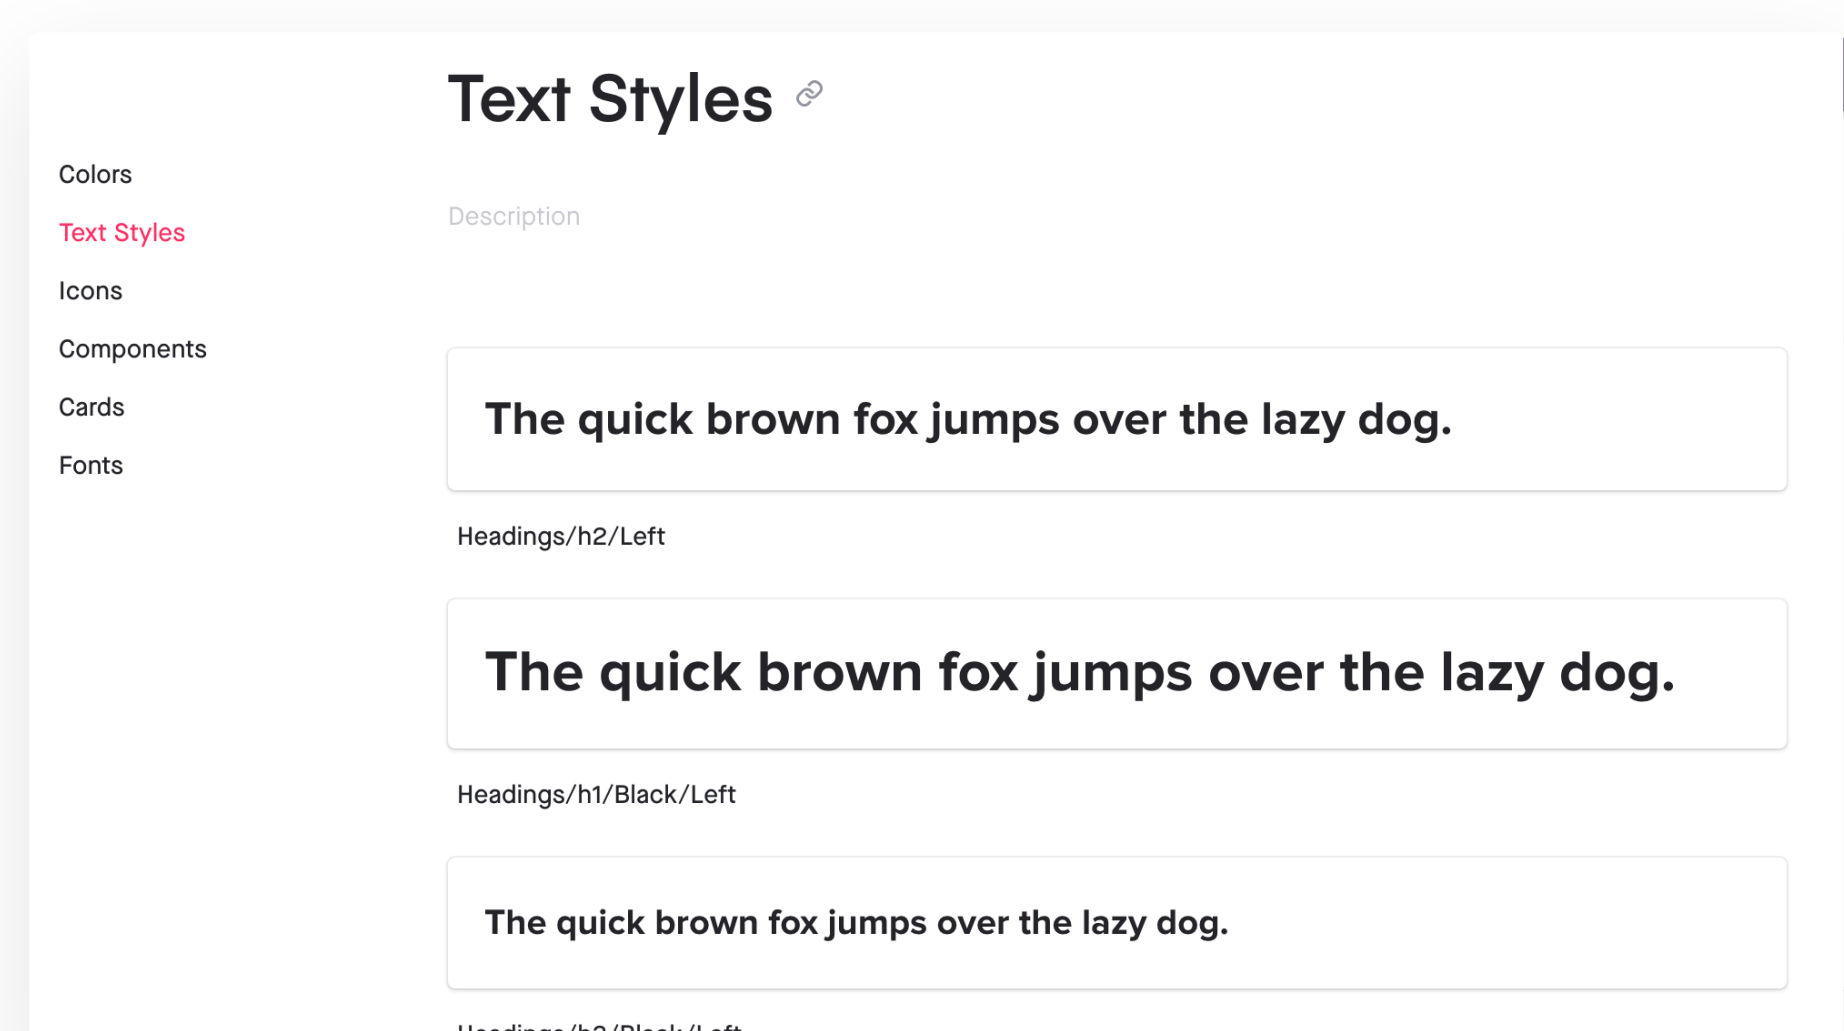 Text Styles
Colors
Text Styles
Icons
Components
Cards
Fonts
Description
The quick brown fox jumps over the lazy dog.
Headings/h2/Left
The quick brown fox jumps over the lazy dog.
Headings/h1/Black/Left
The quick brown fox jumps over the lazy dog.